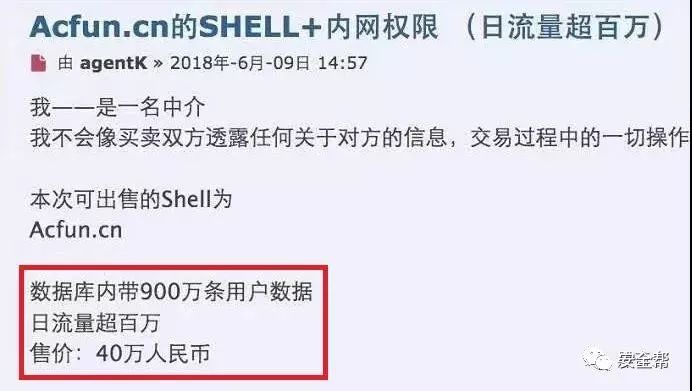 Acfun.cn的SHELL+内网权限 （日流量超百万）
由 agentK » 2018年-6月-09日 14:57
我——是一名中介
我不会像买卖双方透露任何关于对方的信息，交易过程中的一切操作
本次可出售的Shell为
Acfun.cn
数据库内带900万条用户数据
日流量超百万
售价：40万人民币
安全帮